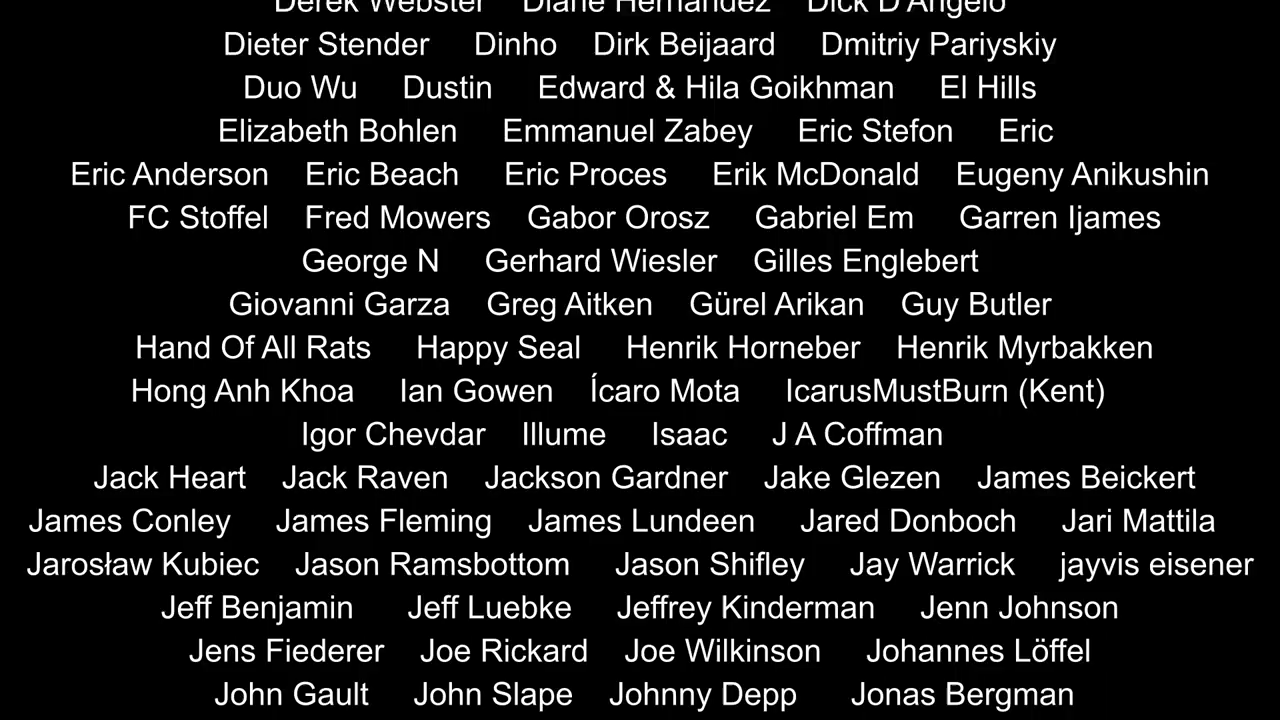 Derek Webster Diane Hernandez Dick D'Angelo
Dieter Stender Dinho Dirk Beijaard Dmitriy Pariyskiy
Duo Wu Dustin Edward & Hila Goikhman El Hills
Elizabeth Bohlen Emmanuel Zabey Eric Stefon Eric
Eric Anderson Eric Beach Eric Proces Erik McDonald Eugeny Anikushin
FC Stoffel Fred Mowers Gabor Orosz Gabriel Em Garren Ijames
George N Gerhard Wiesler Gilles Englebert
Giovanni Garza Greg Aitken Gürel Arikan Guy Butler
Hand Of All Rats Happy Seal Henrik Horneber Henrik Myrbakken
Hong Anh Khoa Ian Gowen Ícaro Mota IcarusMustBurn (Kent)
Igor Chevdar Illume Isaac J A Coffman
Jack Heart Jack Raven Jackson Gardner Jake Glezen James Beickert
James Conley James Fleming James Lundeen Jared Donboch Jari Mattila
Jarosław Kubiec Jason Ramsbottom Jason Shifley Jay Warrick jayvis eisener
Jeff Benjamin Jeff Luebke Jeffrey Kinderman Jenn Johnson
Jens Fiederer Joe Rickard Joe Wilkinson Johannes Löffel
John Gault John Slape Johnny Depp Jonas Bergman